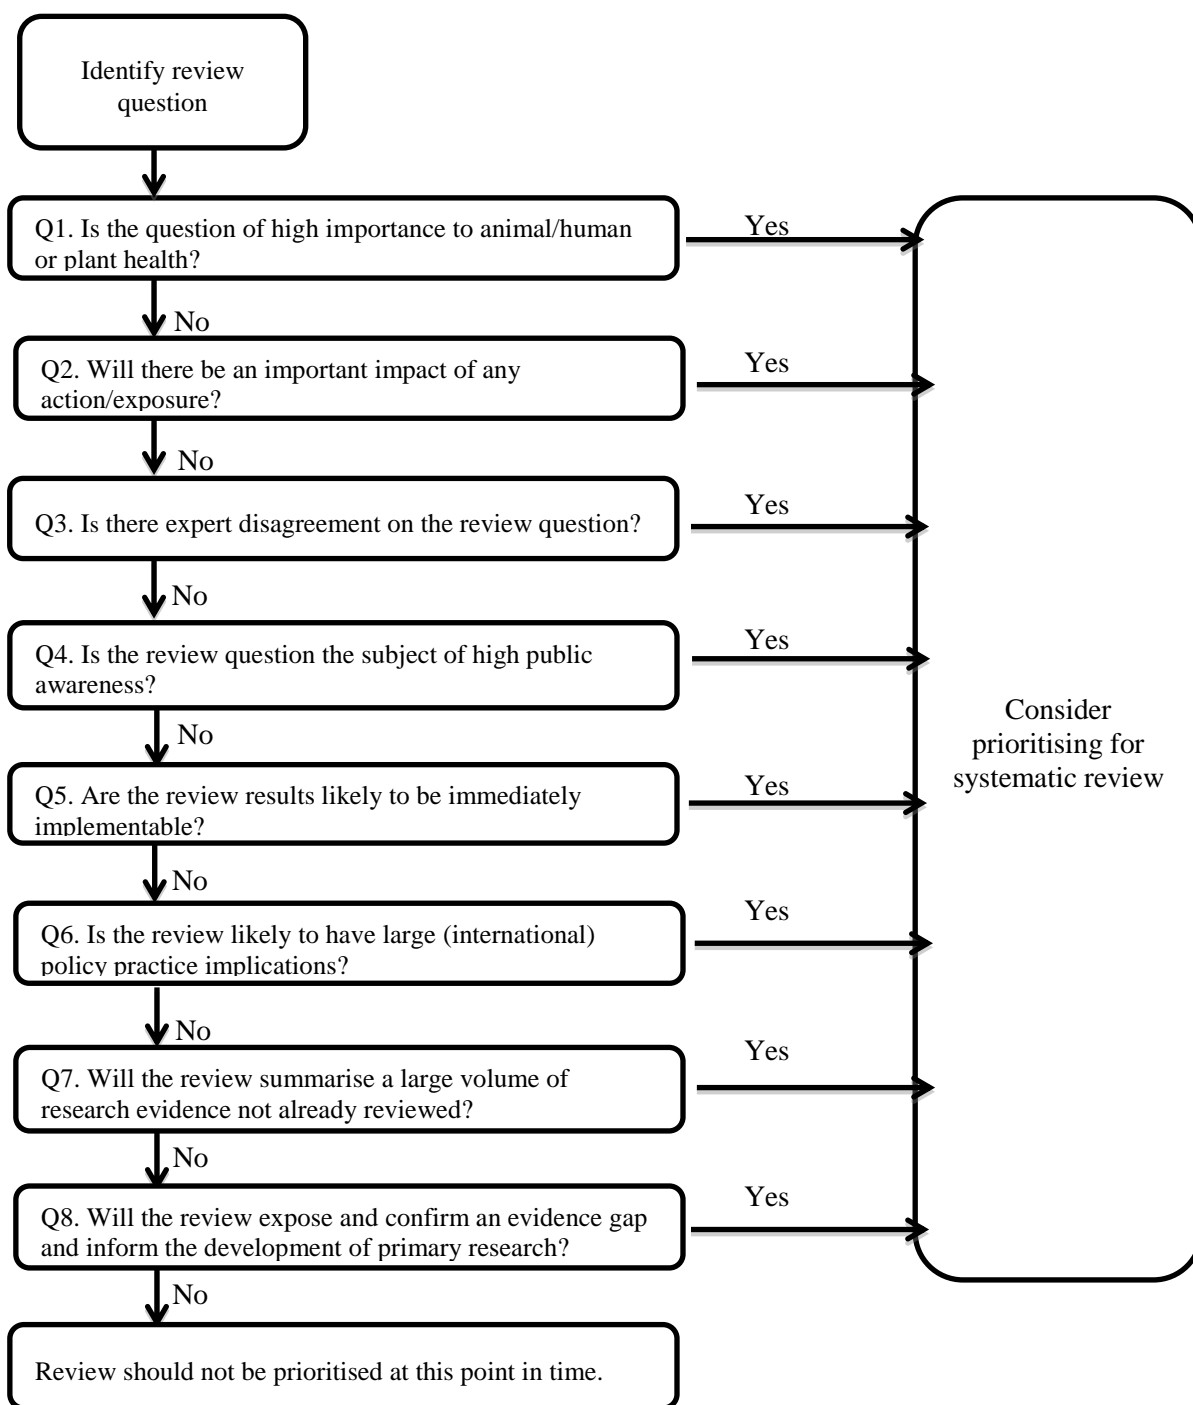 Identify review
question
Q1. Is the question of high importance to animal/human
or plant health?
Yes
No
Q2. Will there be an important impact of any
action/exposure?
Yes
No
Q3. Is there expert disagreement on the review question?
Yes
No
Q4. Is the review question the subject of high public
awareness?
Yes
No
Consider
prioritising for
systematic review
Q5. Are the review results likely to be immediately
implementable?
Yes
No
Q6. Is the review likely to have large (international)
policy practice implications?
Yes
No
Q7. Will the review summarise a large volume of
research evidence not already reviewed?
Yes
No
Q8. Will the review expose and confirm an evidence gap
and inform the development of primary research?
Yes
No
Review should not be prioritised at this point in time.